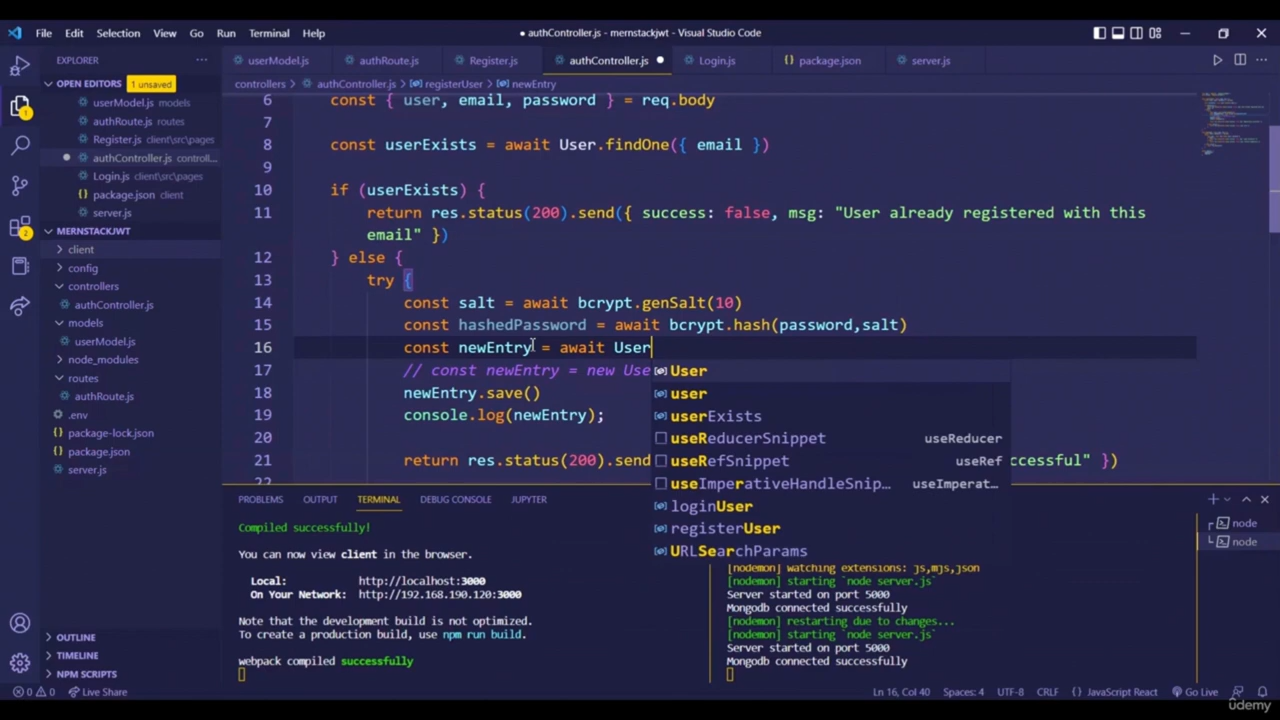 File Edit Selection View Go Run Terminal Help
● authController.js - mernstackjwt - Visual Studio Code
EXPLORER
userModel.js authRoute.js Register.js authController.js ● Login.js package.json server.js
OPEN EDITORS 1 unsaved
controllers > authController.js > registerUser > newEntry
userModel.js models
authRoute.js routes
Register.js client\src\pages
authController.js controll...
Login.js client\src\pages
package.json client
server.js
MERNSTACKJWT
client
config
controllers
authController.js
models
userModel.js
node_modules
routes
authRoute.js
.env
package-lock.json
package.json
server.js
OUTLINE
TIMELINE
NPM SCRIPTS
6 const { user, email, password } = req.body
7
8 const userExists = await User.findOne({ email })
9
10 if (userExists) {
11 return res.status(200).send({ success: false, msg: "User already registered with this
email" })
12 } else {
13 try {
14 const salt = await bcrypt.genSalt(10)
15 const hashedPassword = await bcrypt.hash(password,salt)
16 const newEntry = await User
17 // const newEntry = new Use
18 newEntry.save()
19 console.log(newEntry);
20
21 return res.status(200).send ccessful" })
22
User
user
userExists
useReducerSnippet useReducer
useRefSnippet useRef
useImperativeHandleSnip... useImperat...
loginUser
registerUser
URLSearchParams
PROBLEMS OUTPUT TERMINAL DEBUG CONSOLE JUPYTER
Compiled successfully!
You can now view client in the browser.
Local: http://localhost:3000
On Your Network: http://192.168.190.120:3000
Note that the development build is not optimized.
To create a production build, use npm run build.
webpack compiled successfully
[nodemon] watching extensions: js,mjs,json
[nodemon] starting `node server.js`
Server started on port 5000
Mongodb connected successfully
[nodemon] restarting due to changes...
[nodemon] starting `node server.js`
Server started on port 5000
Mongodb connected successfully
node
node
0 0 Live Share Ln 16, Col 40 Spaces: 4 UTF-8 CRLF {} JavaScript React Go Live
udemy